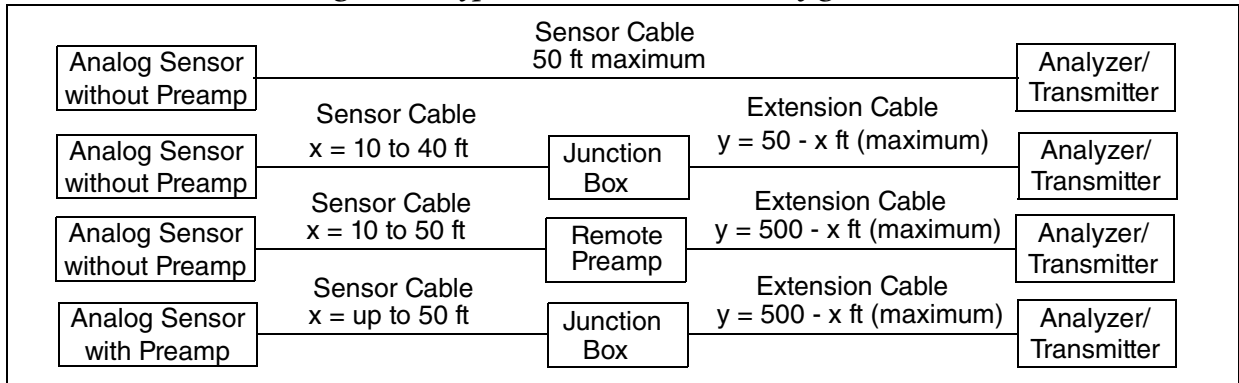 Sensor Cable
50 ft maximum
Analog Sensor
without Preamp
Analyzer/
Transmitter
Sensor Cable
x = 10 to 40 ft
Extension Cable
y = 50 - x ft (maximum)
Analog Sensor
without Preamp
Junction
Box
Analyzer/
Transmitter
Sensor Cable
x = 10 to 50 ft
Extension Cable
y = 500 - x ft (maximum)
Analog Sensor
without Preamp
Remote
Preamp
Analyzer/
Transmitter
Sensor Cable
x = up to 50 ft
Extension Cable
y = 500 - x ft (maximum)
Analog Sensor
with Preamp
Junction
Box
Analyzer/
Transmitter